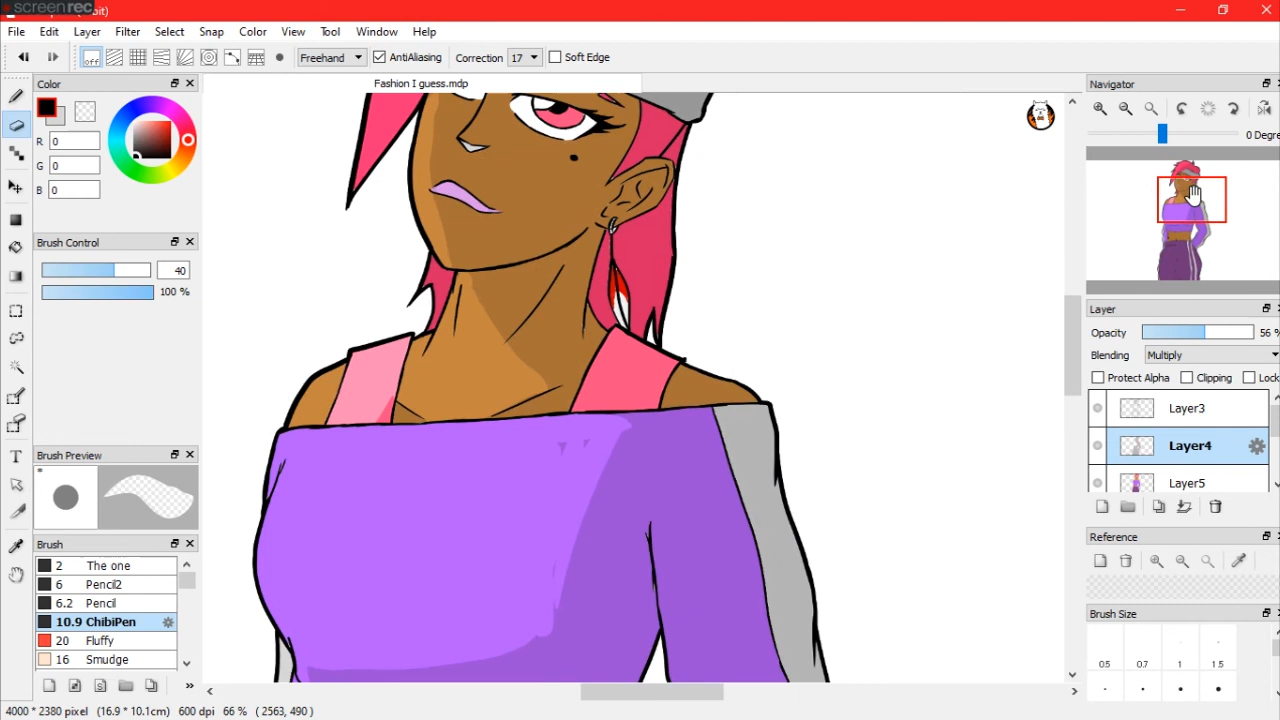 screenrec
bit)
File Edit Layer Filter Select Snap Color View Tool Window Help
off Freehand AntiAliasing Correction 17 Soft Edge
Color
Fashion I guess.mdp
Navigator
R 0
G 0
B 0
0 Degree
Brush Control
40
100 %
Layer
Opacity 56 %
Blending Multiply
Protect Alpha Clipping Lock
Layer3
Layer4
Layer5
Brush Preview
Reference
Brush
2 The one
6 Pencil2
6.2 Pencil
10.9 ChibiPen
20 Fluffy
16 Smudge
Brush Size
0.5 0.7 1 1.5
4000 * 2380 pixel (16.9 * 10.1cm) 600 dpi 66 % ( 2563, 490 )